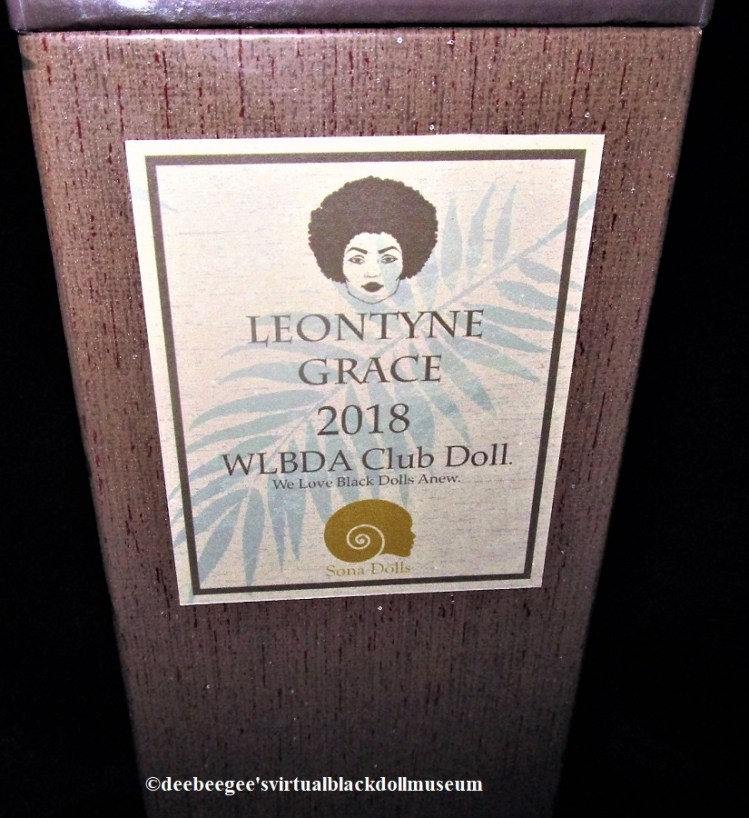 LEONTYNE
GRACE
2018
WLBDA Club Doll.
We Love Black Dolls Anew.
Sona Dolls
©deebeegee'svirtualblackdollmuseum